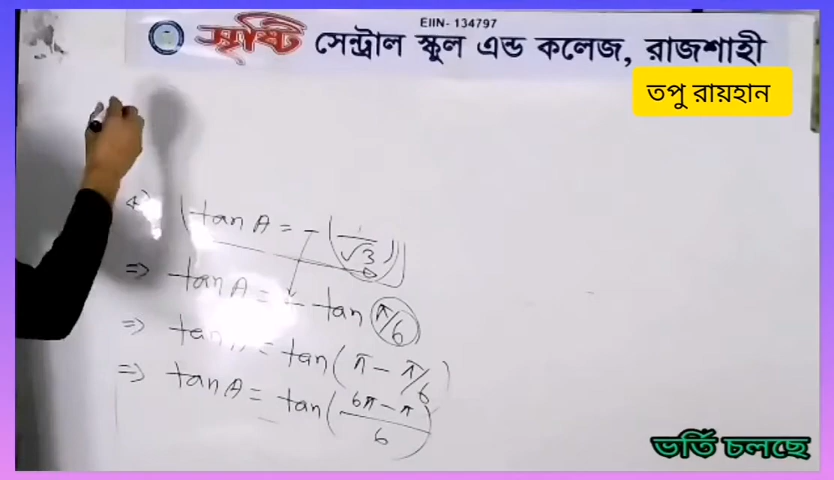 EIIN- 134797
সৃষ্টি সেন্ট্রাল স্কুল এন্ড কলেজ, রাজশাহী
তপু রায়হান
tan A = - (1/√3)
=> tan A = - tan π/6
=> tan A = tan(π - π/6)
=> tan A = tan(6π - π/6)
ভর্তি চলছে